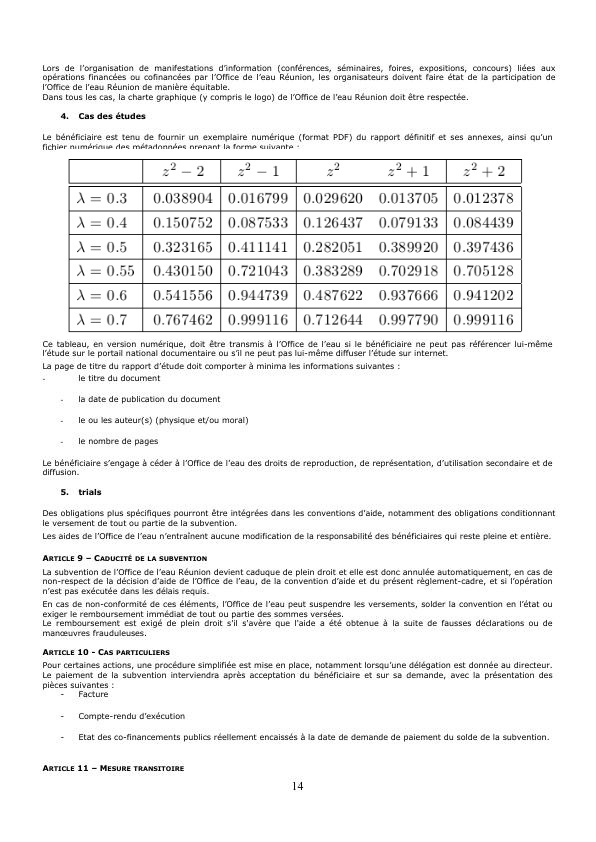 Lors de l’organisation de manifestations d’information (conférences, séminaires, foires, expositions, concours) liées aux
opérations financées ou cofinancées par l’Office de l’eau Réunion, les organisateurs doivent faire état de la participation de
l’Office de l’eau Réunion de manière équitable.
Dans tous les cas, la charte graphique (y compris le logo) de l’Office de l’eau Réunion doit être respectée.
4. Cas des études
Le bénéficiaire est tenu de fournir un exemplaire numérique (format PDF) du rapport définitif et ses annexes, ainsi qu’un
fichier numérique des métadonnées prenant la forme suivante :
z² − 2 z² − 1 z² z² + 1 z² + 2
λ = 0.3 0.038904 0.016799 0.029620 0.013705 0.012378
λ = 0.4 0.150752 0.087533 0.126437 0.079133 0.084439
λ = 0.5 0.323165 0.411141 0.282051 0.389920 0.397436
λ = 0.55 0.430150 0.721043 0.383289 0.702918 0.705128
λ = 0.6 0.541556 0.944739 0.487622 0.937666 0.941202
λ = 0.7 0.767462 0.999116 0.712644 0.997790 0.999116
Ce tableau, en version numérique, doit être transmis à l’Office de l’eau si le bénéficiaire ne peut pas référencer lui-même
l’étude sur le portail national documentaire ou s’il ne peut pas lui-même diffuser l’étude sur internet.
La page de titre du rapport d’étude doit comporter à minima les informations suivantes :
- le titre du document
- la date de publication du document
- le ou les auteur(s) (physique et/ou moral)
- le nombre de pages
Le bénéficiaire s’engage à céder à l’Office de l’eau des droits de reproduction, de représentation, d’utilisation secondaire et de
diffusion.
5. trials
Des obligations plus spécifiques pourront être intégrées dans les conventions d’aide, notamment des obligations conditionnant
le versement de tout ou partie de la subvention.
Les aides de l’Office de l’eau n’entraînent aucune modification de la responsabilité des bénéficiaires qui reste pleine et entière.
ARTICLE 9 – CADUCITÉ DE LA SUBVENTION
La subvention de l’Office de l’eau Réunion devient caduque de plein droit et elle est donc annulée automatiquement, en cas de
non-respect de la décision d’aide de l’Office de l’eau, de la convention d’aide et du présent règlement-cadre, et si l’opération
n’est pas exécutée dans les délais requis.
En cas de non-conformité de ces éléments, l’Office de l’eau peut suspendre les versements, solder la convention en l’état ou
exiger le remboursement immédiat de tout ou partie des sommes versées.
Le remboursement est exigé de plein droit s’il s’avère que l’aide a été obtenue à la suite de fausses déclarations ou de
manœuvres frauduleuses.
ARTICLE 10 - CAS PARTICULIERS
Pour certaines actions, une procédure simplifiée est mise en place, notamment lorsqu’une délégation est donnée au directeur.
Le paiement de la subvention interviendra après acceptation du bénéficiaire et sur sa demande, avec la présentation des
pièces suivantes :
- Facture
- Compte-rendu d’exécution
- Etat des co-financements publics réellement encaissés à la date de demande de paiement du solde de la subvention.
ARTICLE 11 – MESURE TRANSITOIRE
14